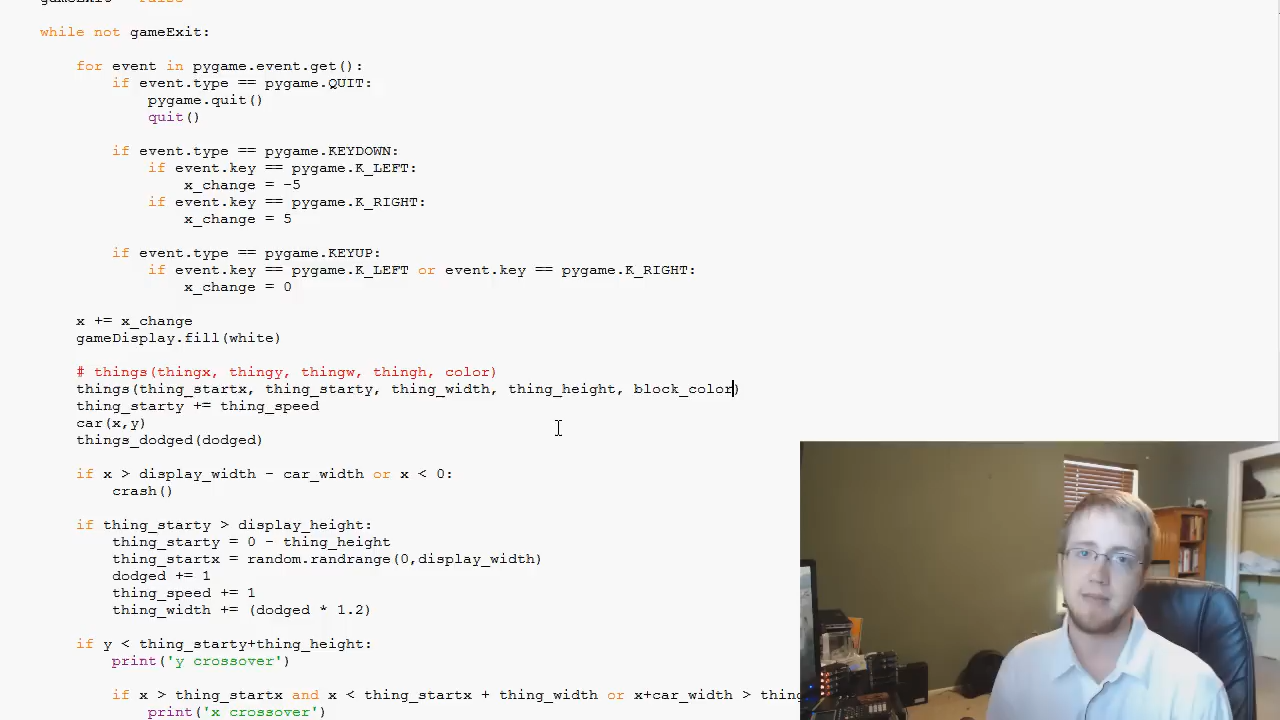 while not gameExit:
for event in pygame.event.get():
if event.type == pygame.QUIT:
pygame.quit()
quit()
if event.type == pygame.KEYDOWN:
if event.key == pygame.K_LEFT:
x_change = -5
if event.key == pygame.K_RIGHT:
x_change = 5
if event.type == pygame.KEYUP:
if event.key == pygame.K_LEFT or event.key == pygame.K_RIGHT:
x_change = 0
x += x_change
gameDisplay.fill(white)
# things(thingx, thingy, thingw, thingh, color)
things(thing_startx, thing_starty, thing_width, thing_height, block_color)
thing_starty += thing_speed
car(x,y)
things_dodged(dodged)
if x > display_width - car_width or x < 0:
crash()
if thing_starty > display_height:
thing_starty = 0 - thing_height
thing_startx = random.randrange(0,display_width)
dodged += 1
thing_speed += 1
thing_width += (dodged * 1.2)
if y < thing_starty+thing_height:
print('y crossover')
if x > thing_startx and x < thing_startx + thing_width or x+car_width >
print('x crossover')